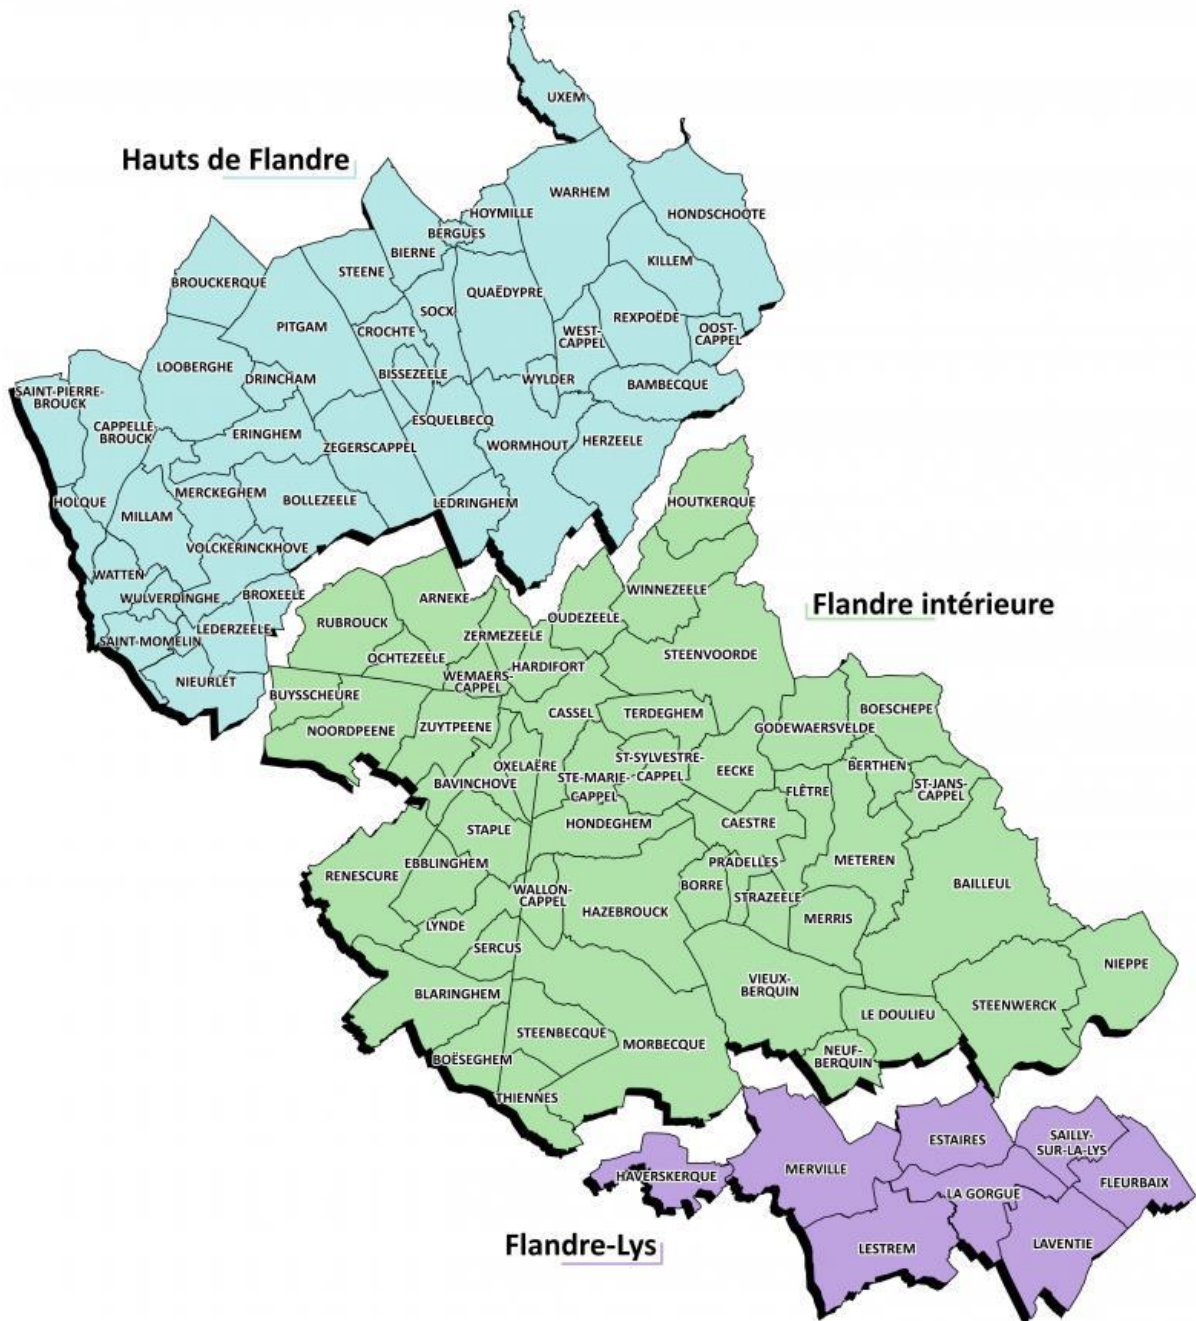 UXEM
Hauts de Flandre
WARHEM
HOYMILLE
HONDSCHOOTE
BERGUES
BIERNE
KILLEM
STEENE
BROUCKERQUE
QUAËDYPRE
SOCX
REXPOËDE
PITGAM
CROCHTE
WEST-
CAPPEL
OOST-
CAPPEL
LOOBERGHE
DRINCHAM
BISSEZEELE
WYLDER
BAMBECQUE
SAINT-PIERRE-
BROUCK
CAPPELLE-
BROUCK
ESQUELBECQ
ERINGHEM
ZEGERSCAPPEL
WORMHOUT
HERZEELE
MERCKEGHEM
BOLLEZEELE
HOLQUE
LEDRINGHEM
HOUTKERQUE
MILLAM
VOLCKERINCKHOVE
WATTEN
WULVERDINGHE
BROXEELE
WINNEZEELE
ARNEKE
Flandre intérieure
OUDEZEELE
RUBROUCK
LEDERZEELE
SAINT-MOMELIN
ZERMEZEELE
OCHTEZEELE
HARDIFORT
STEENVOORDE
WEMAERS-
CAPPEL
NIEURLET
BUYSSCHEURE
CASSEL
TERDEGHEM
BOESCHEPE
NOORDPEENE
ZUYTPEENE
GODEWAERSVELDE
OXELAËRE
ST-SYLVESTRE-
CAPPEL
EECKE
BERTHEN
BAVINCHOVE
STE-MARIE-
CAPPEL
FLÊTRE
ST-JANS-
CAPPEL
STAPLE
HONDEGHEM
CAESTRE
RENESCURE
EBBLINGHEM
PRADELLES
METEREN
WALLON-
CAPPEL
BORRE
STRAZEELE
BAILLEUL
HAZEBROUCK
LYNDE
MERRIS
SERCUS
NIEPPE
BLARINGHEM
VIEUX-
BERQUIN
STEENWERCK
LE DOULIEU
STEENBECQUE
MORBECQUE
BOËSEGHEM
NEUF-
BERQUIN
THIENNES
ESTAIRES
SAILLY-
SUR-LA-LYS
MERVILLE
HAVERSKERQUE
FLEURBAIX
LA GORGUE
Flandre-Lys
LESTREM
LAVENTIE